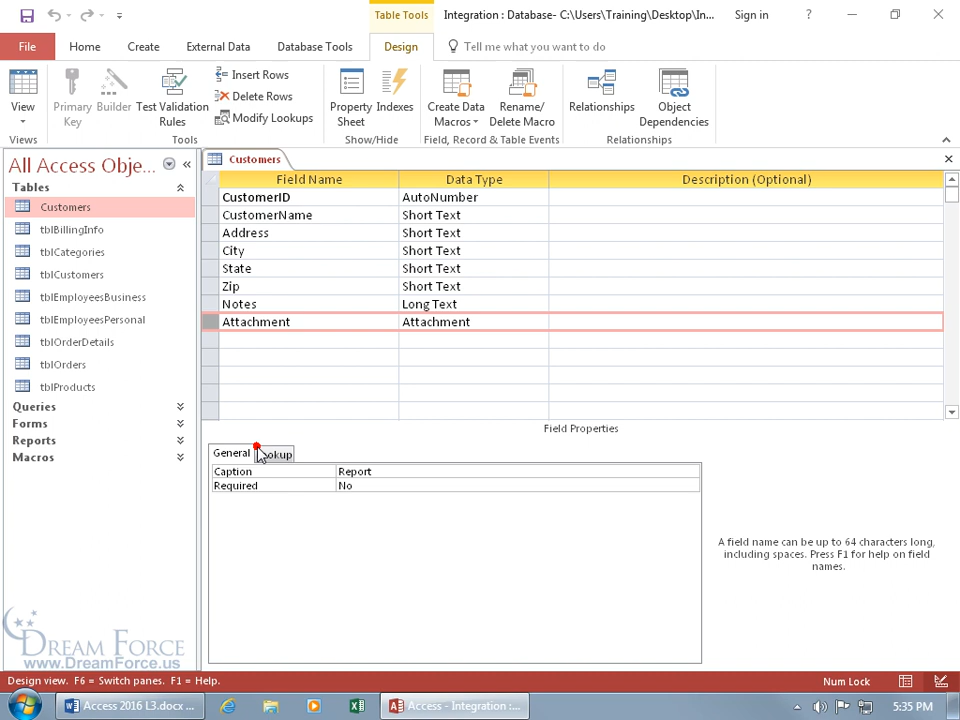 Table Tools
Integration : Database- C:\Users\Training\Desktop\In...
Sign in
?
File
Home
Create
External Data
Database Tools
Design
Tell me what you want to do
View
Primary Key
Builder
Test Validation Rules
Insert Rows
Delete Rows
Modify Lookups
Property Sheet
Indexes
Create Data Macros
Rename/ Delete Macro
Relationships
Object Dependencies
Views
Tools
Show/Hide
Field, Record & Table Events
Relationships
All Access Obje...
Tables
Customers
tblBillingInfo
tblCategories
tblCustomers
tblEmployeesBusiness
tblEmployeesPersonal
tblOrderDetails
tblOrders
tblProducts
Queries
Forms
Reports
Macros
Customers
Field Name Data Type Description (Optional)
CustomerID AutoNumber
CustomerName Short Text
Address Short Text
City Short Text
State Short Text
Zip Short Text
Notes Long Text
Attachment Attachment
Field Properties
General Lookup
Caption Report
Required No
A field name can be up to 64 characters long,
including spaces. Press F1 for help on field
names.
DREAM FORCE
www.DreamForce.us
Design view. F6 = Switch panes. F1 = Help.
Num Lock
Access 2016 L3.docx ...
Access - Integration :...
5:35 PM